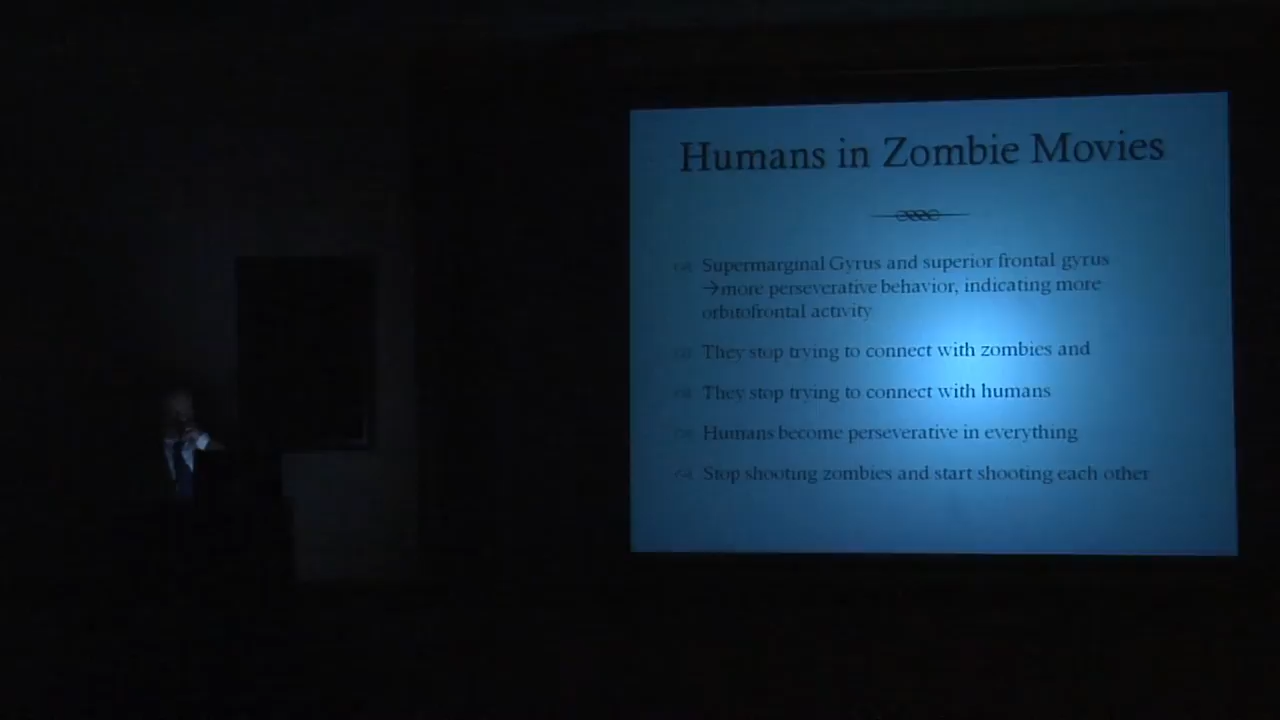 Humans in Zombie Movies
Supermarginal Gyrus and superior frontal gyrus
→more perseverative behavior, indicating more
orbitofrontal activity
They stop trying to connect with zombies and
They stop trying to connect with humans
Humans become perseverative in everything
Stop shooting zombies and start shooting each other